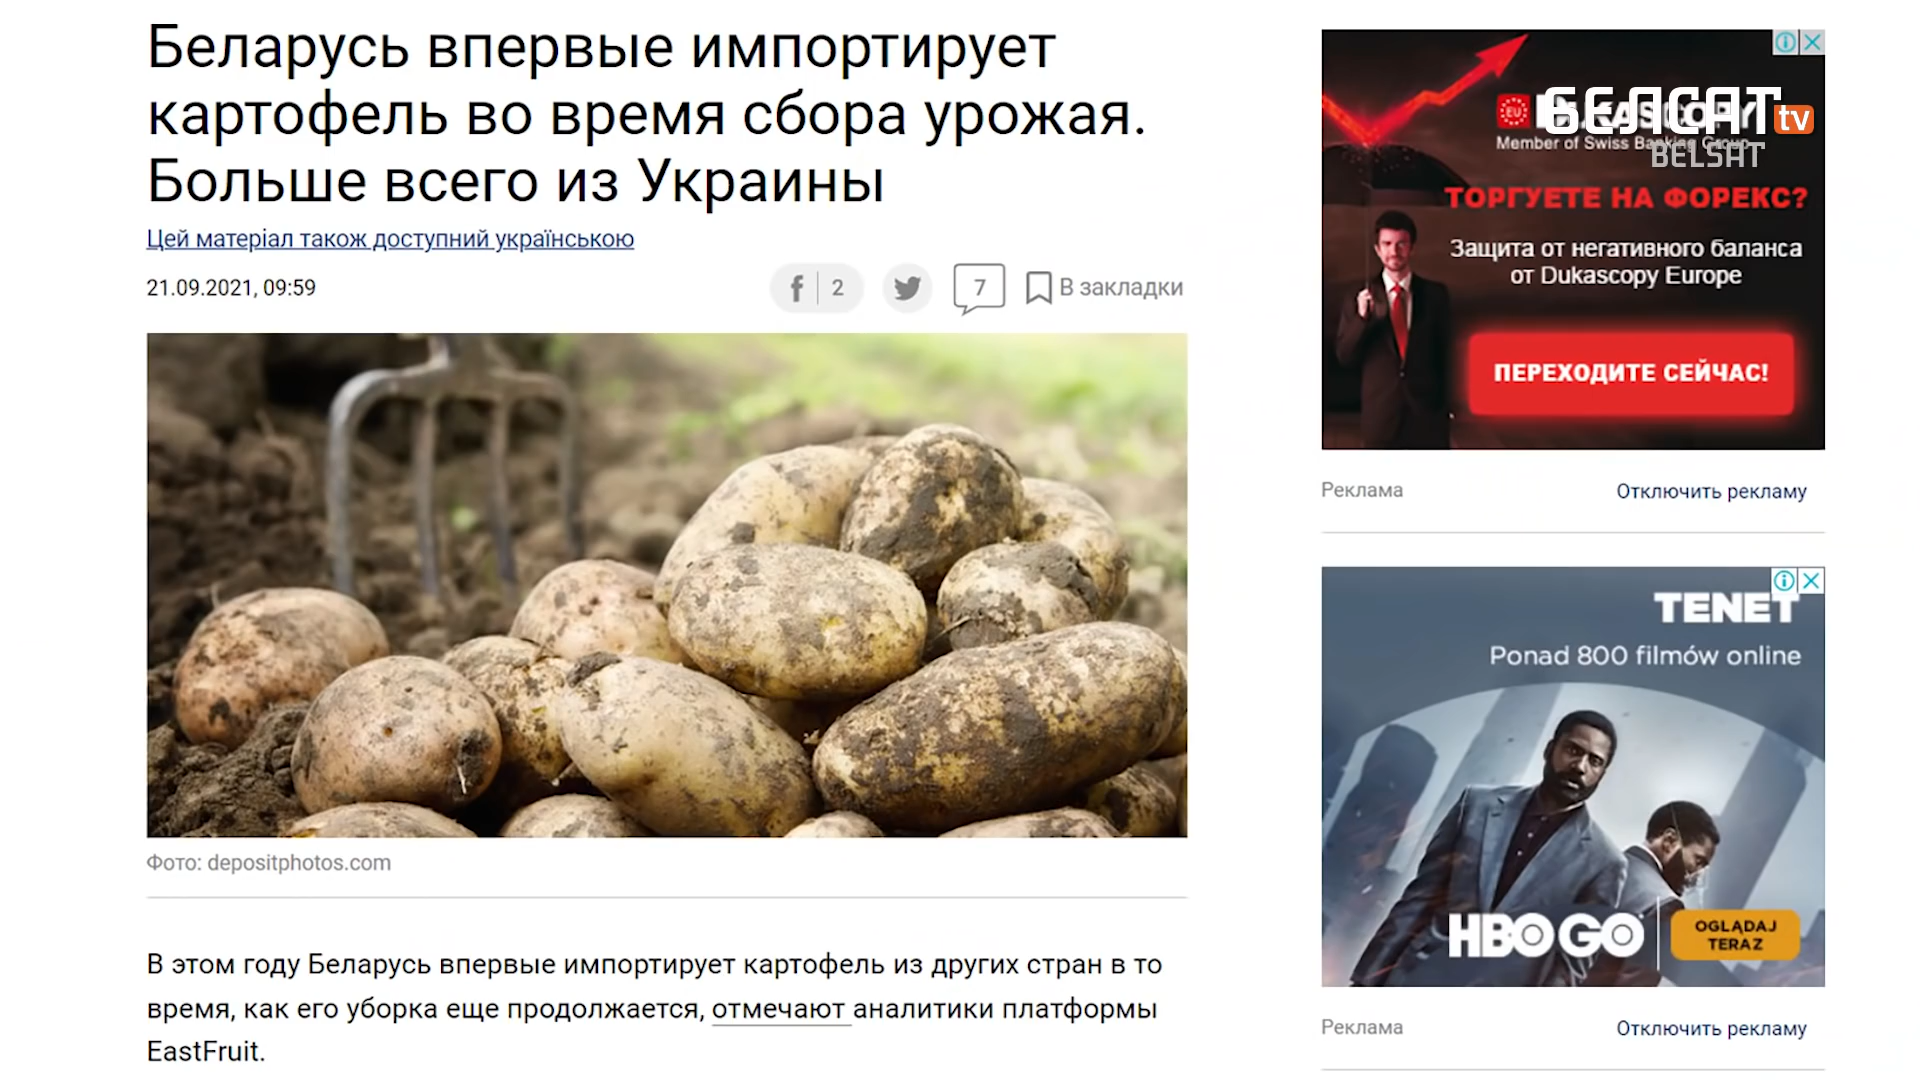 Беларусь впервые импортирует
картофель во время сбора урожая.
Больше всего из Украины
Цей матеріал також доступний українською
21.09.2021, 09:59
2
7
В закладки
Фото: depositphotos.com
В этом году Беларусь впервые импортирует картофель из других стран в то
время, как его уборка еще продолжается, отмечают аналитики платформы
EastFruit.
БЕЛСАТ tv
BELSAT
EU DUKASCOPY
Member of Swiss Banking Group
ТОРГУЕТЕ НА ФОРЕКС?
Защита от негативного баланса
от Dukascopy Europe
ПЕРЕХОДИТЕ СЕЙЧАС!
Реклама
Отключить рекламу
TENET
Ponad 800 filmów online
HBO GO
OGLĄDAJ
TERAZ
Реклама
Отключить рекламу